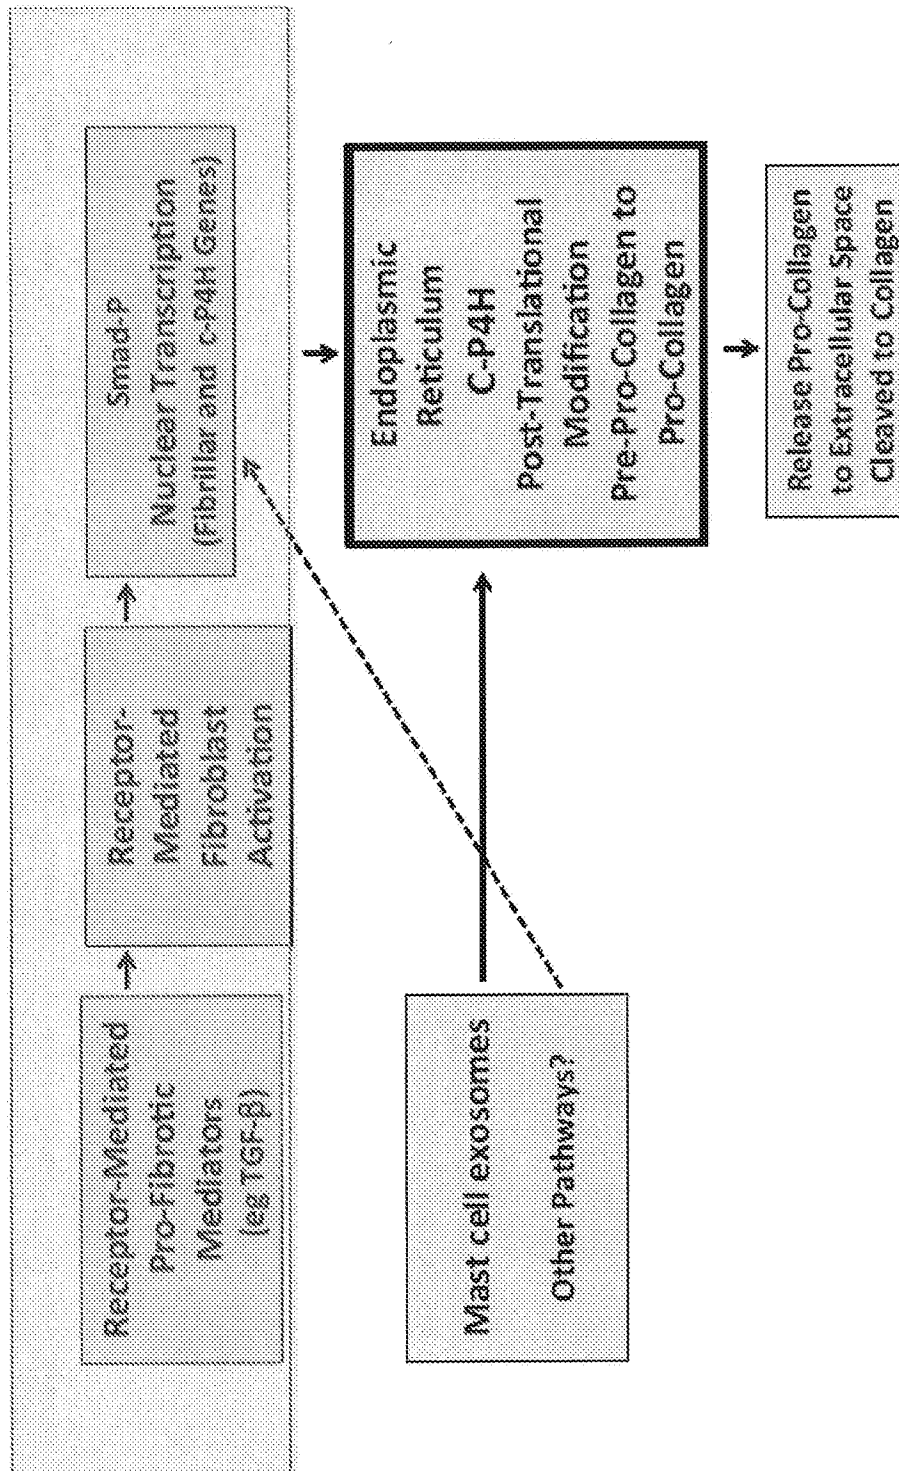 Receptor-Mediated
Pro-Fibrotic
Mediators
(eg TGF-β)
Receptor-
Mediated
Fibroblast
Activation
Smad-P
Nuclear Transcription
(Fibrillar and c-P4H Genes)
Mast cell exosomes
Other Pathways?
Endoplasmic
Reticulum
C-P4H
Post-Translational
Modification
Pre-Pro-Collagen to
Pro-Collagen
Release Pro-Collagen
to Extracellular Space
Cleaved to Collagen